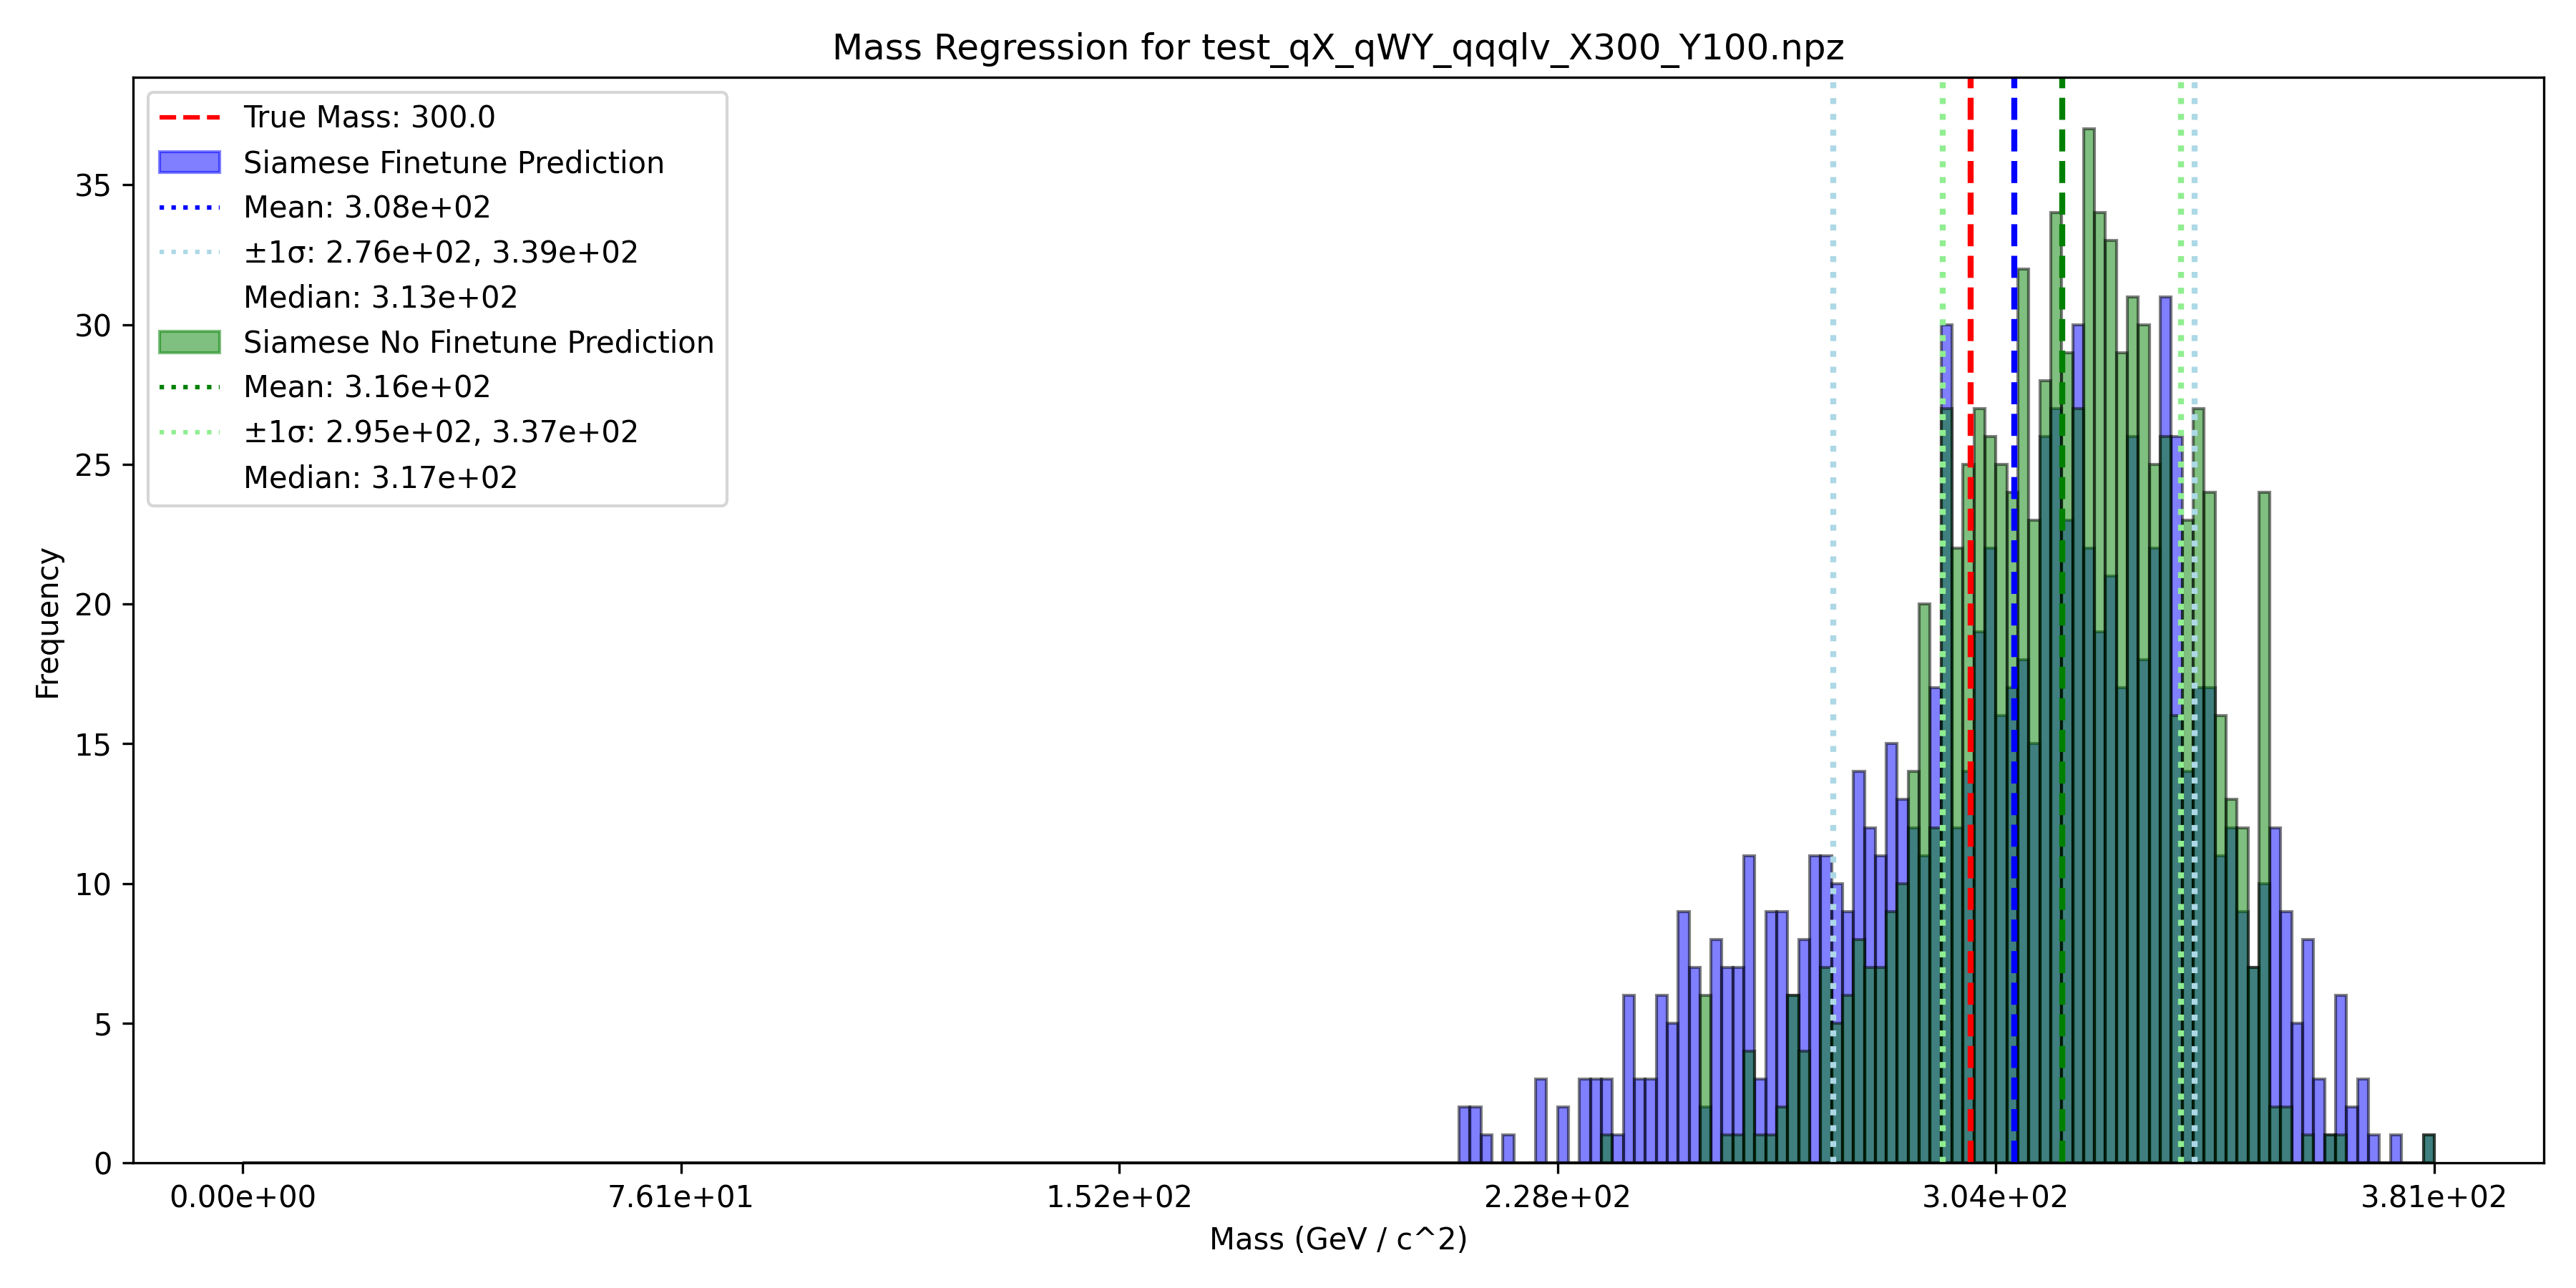 Mass Regression for test_qX_qWY_qqqlv_X300_Y100.npz
True Mass: 300.0
Siamese Finetune Prediction
Mean: 3.08e+02
±1σ: 2.76e+02, 3.39e+02
Median: 3.13e+02
Siamese No Finetune Prediction
Mean: 3.16e+02
±1σ: 2.95e+02, 3.37e+02
Median: 3.17e+02
Frequency
35
30
25
20
15
10
5
0
0.00e+00 7.61e+01 1.52e+02 2.28e+02 3.04e+02 3.81e+02
Mass (GeV / c^2)